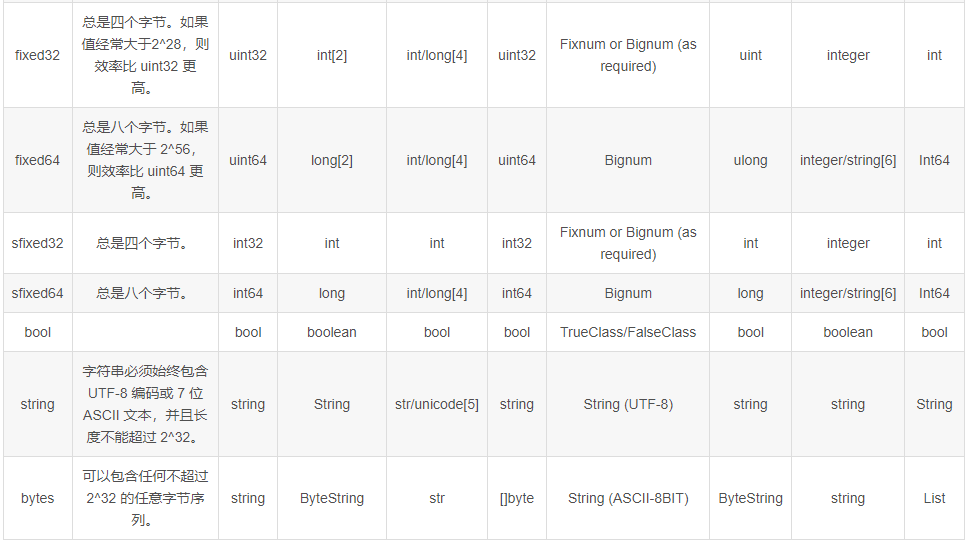 fixed32 总是四个字节。如果值经常大于2^28，则效率比 uint32 更高。 uint32 int[2] int/long[4] uint32 Fixnum or Bignum (as required) uint integer int
fixed64 总是八个字节。如果值经常大于 2^56，则效率比 uint64 更高。 uint64 long[2] int/long[4] uint64 Bignum ulong integer/string[6] Int64
sfixed32 总是四个字节。 int32 int int int32 Fixnum or Bignum (as required) int integer int
sfixed64 总是八个字节。 int64 long int/long[4] int64 Bignum long integer/string[6] Int64
bool bool boolean bool bool TrueClass/FalseClass bool boolean bool
string 字符串必须始终包含 UTF-8 编码或 7 位 ASCII 文本，并且长度不能超过 2^32。 string String str/unicode[5] string String (UTF-8) string string String
bytes 可以包含任何不超过 2^32 的任意字节序列。 string ByteString str []byte String (ASCII-8BIT) ByteString string List